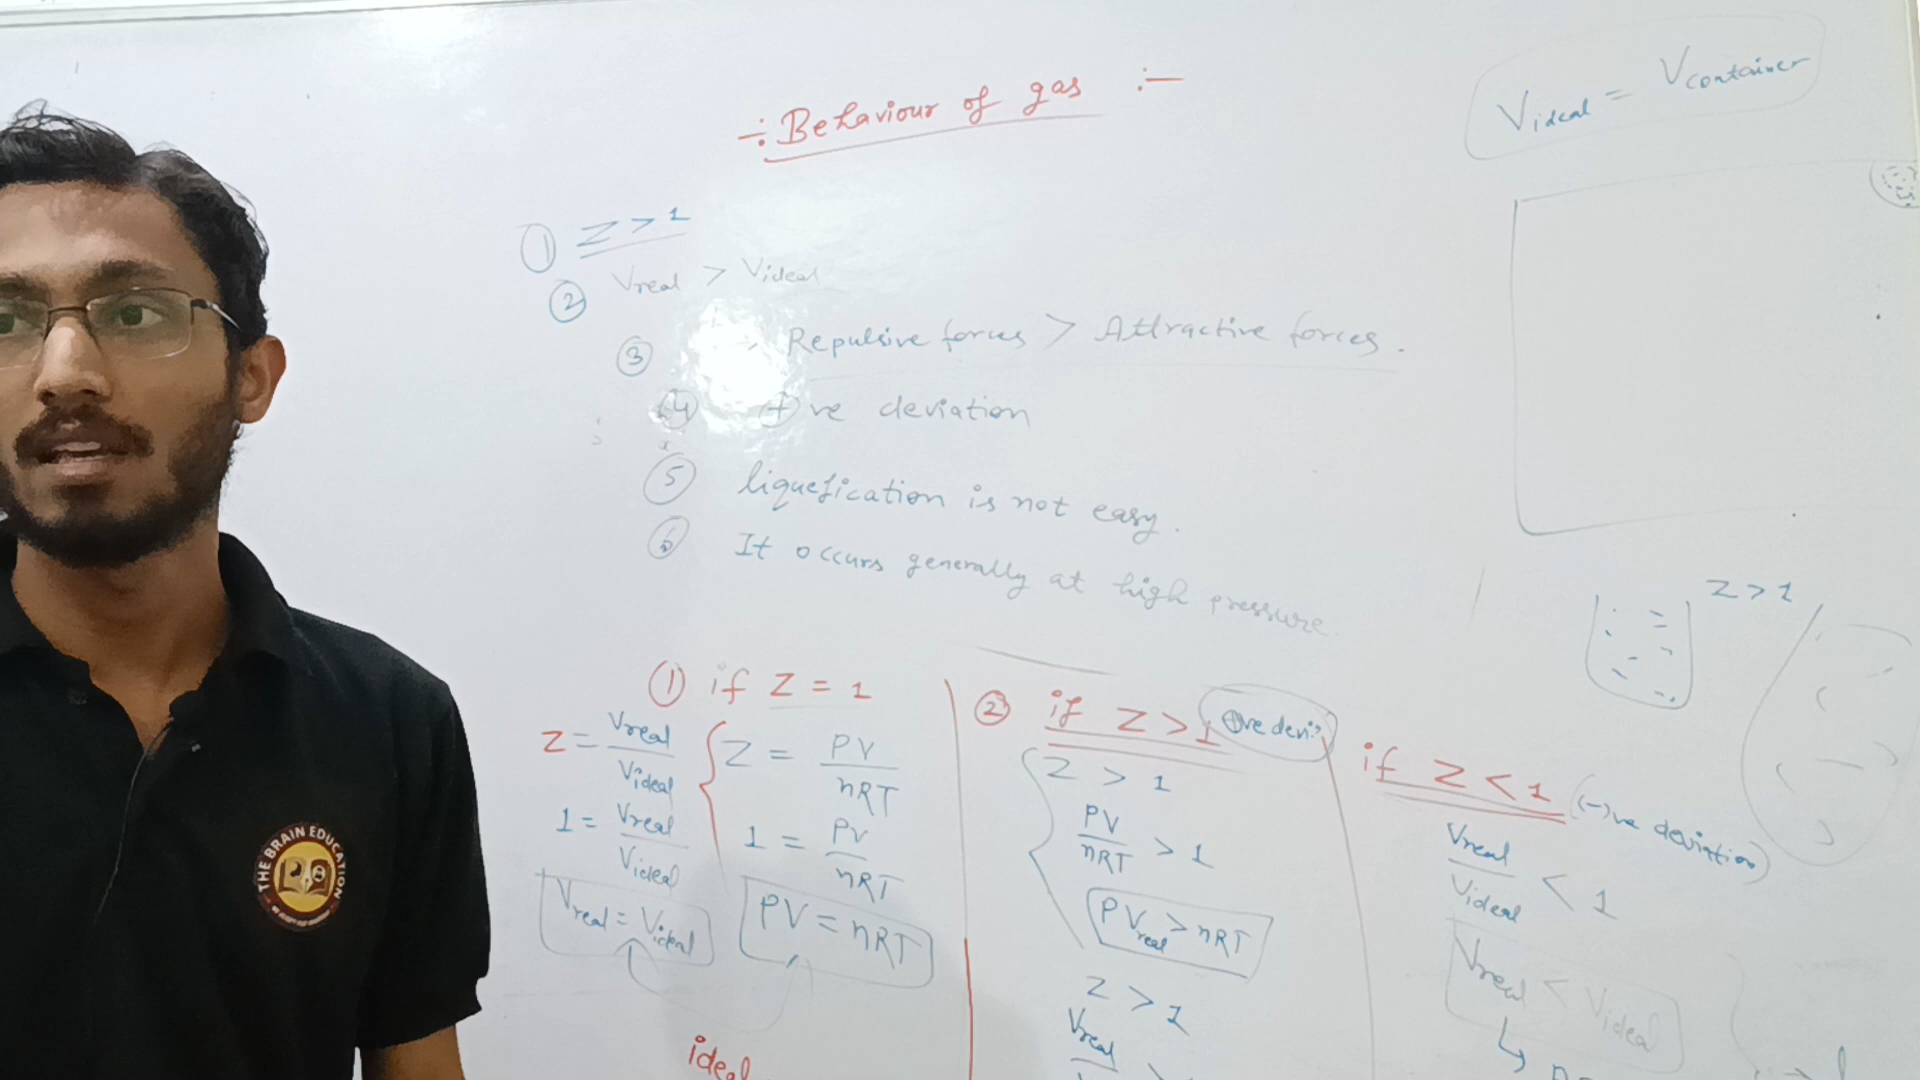 ÷ Behaviour of gas :-
Videal = Vcontainer
① Z > 1
② Vreal > Videal
③ Repulsive forces > Attractive forces.
④ ⊕ve deviation
⑤ liquefication is not easy.
⑥ It occurs generally at high pressure.
Z > 1
① if Z = 1
Z = Vreal / Videal
1 = Vreal / Videal
Vreal = Videal
Z = PV / nRT
1 = PV / nRT
PV = nRT
ideal
② if Z > 1 ⊕ve devi
Z > 1
PV / nRT > 1
PVreal > nRT
Z > 1
Vreal
if Z < 1 (-)ve deviation)
Vreal / Videal < 1
Vreal < Videal
THE BRAIN EDUCATION